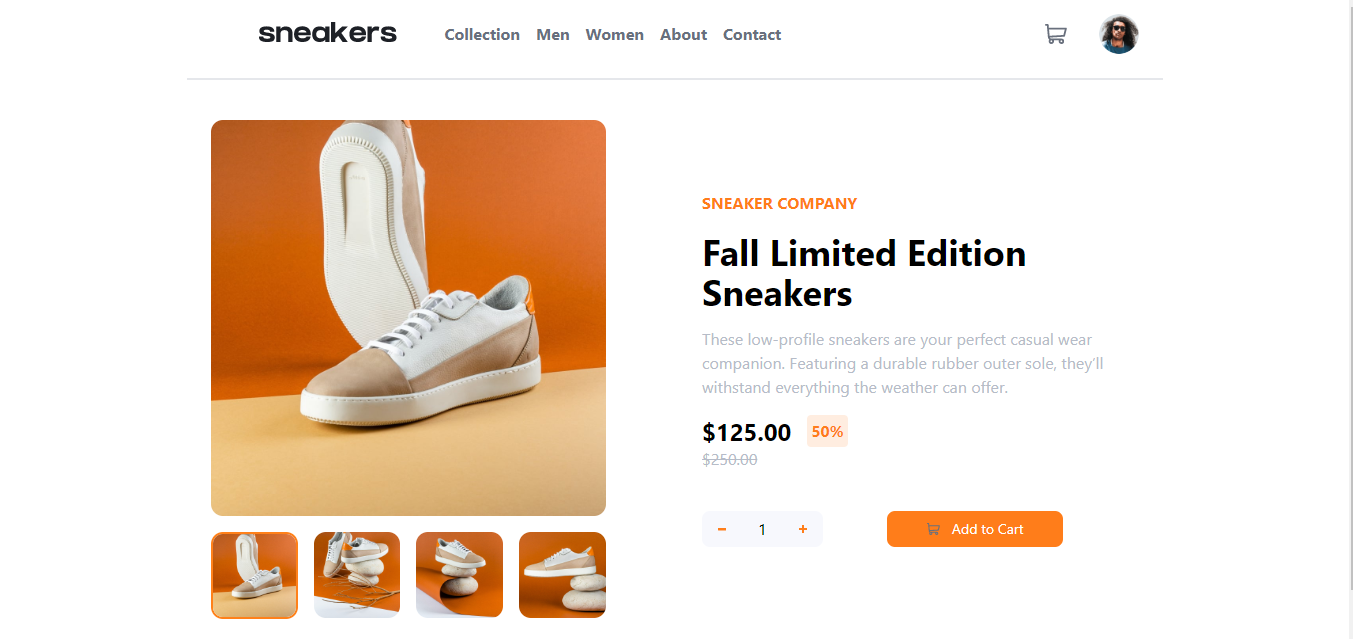 sneakers
Collection Men Women About Contact
SNEAKER COMPANY
Fall Limited Edition
Sneakers
These low-profile sneakers are your perfect casual wear
companion. Featuring a durable rubber outer sole, they’ll
withstand everything the weather can offer.
$125.00 50%
$250.00
− 1 +
Add to Cart